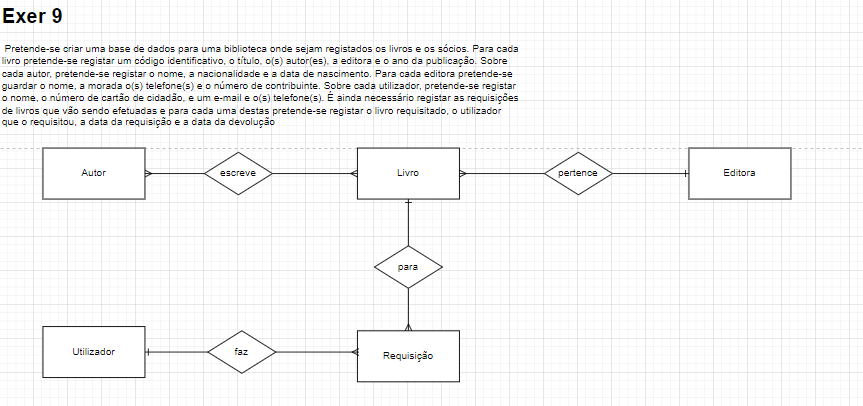 Exer 9
Pretende-se criar uma base de dados para uma biblioteca onde sejam registados os livros e os sócios. Para cada
livro pretende-se registar um código identificativo, o título, o(s) autor(es), a editora e o ano da publicação. Sobre
cada autor, pretende-se registar o nome, a nacionalidade e a data de nascimento. Para cada editora pretende-se
guardar o nome, a morada o(s) telefone(s) e o número de contribuinte. Sobre cada utilizador, pretende-se registar
o nome, o número de cartão de cidadão, e um e-mail e o(s) telefone(s). É ainda necessário registar as requisições
de livros que vão sendo efetuadas e para cada uma destas pretende-se registar o livro requisitado, o utilizador
que o requisitou, a data da requisição e a data da devolução
Autor
escreve
Livro
pertence
Editora
para
Utilizador
faz
Requisição